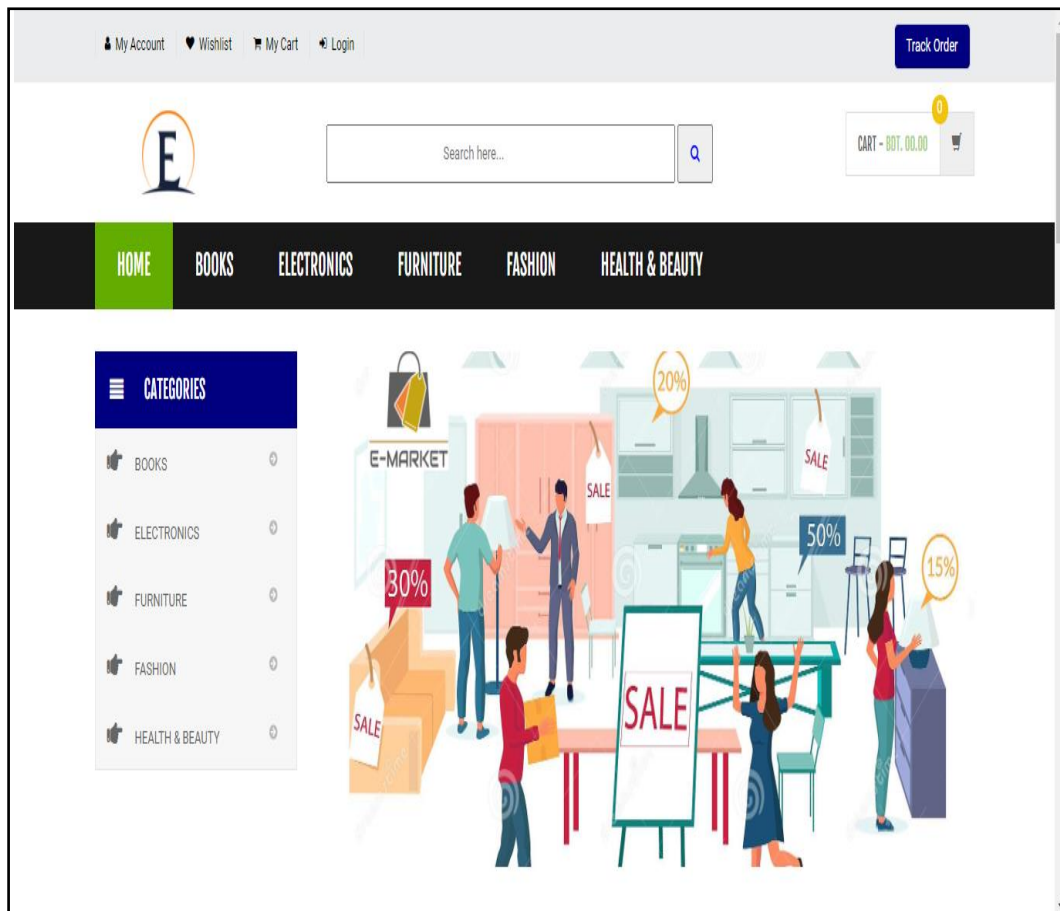 My Account Wishlist My Cart Login Track Order
0
E
Search here...
CART - BDT. 00.00
HOME BOOKS ELECTRONICS FURNITURE FASHION HEALTH & BEAUTY
CATEGORIES
BOOKS
ELECTRONICS
FURNITURE
FASHION
HEALTH & BEAUTY
E-MARKET
20%
SALE
SALE
50%
15%
30%
SALE
SALE